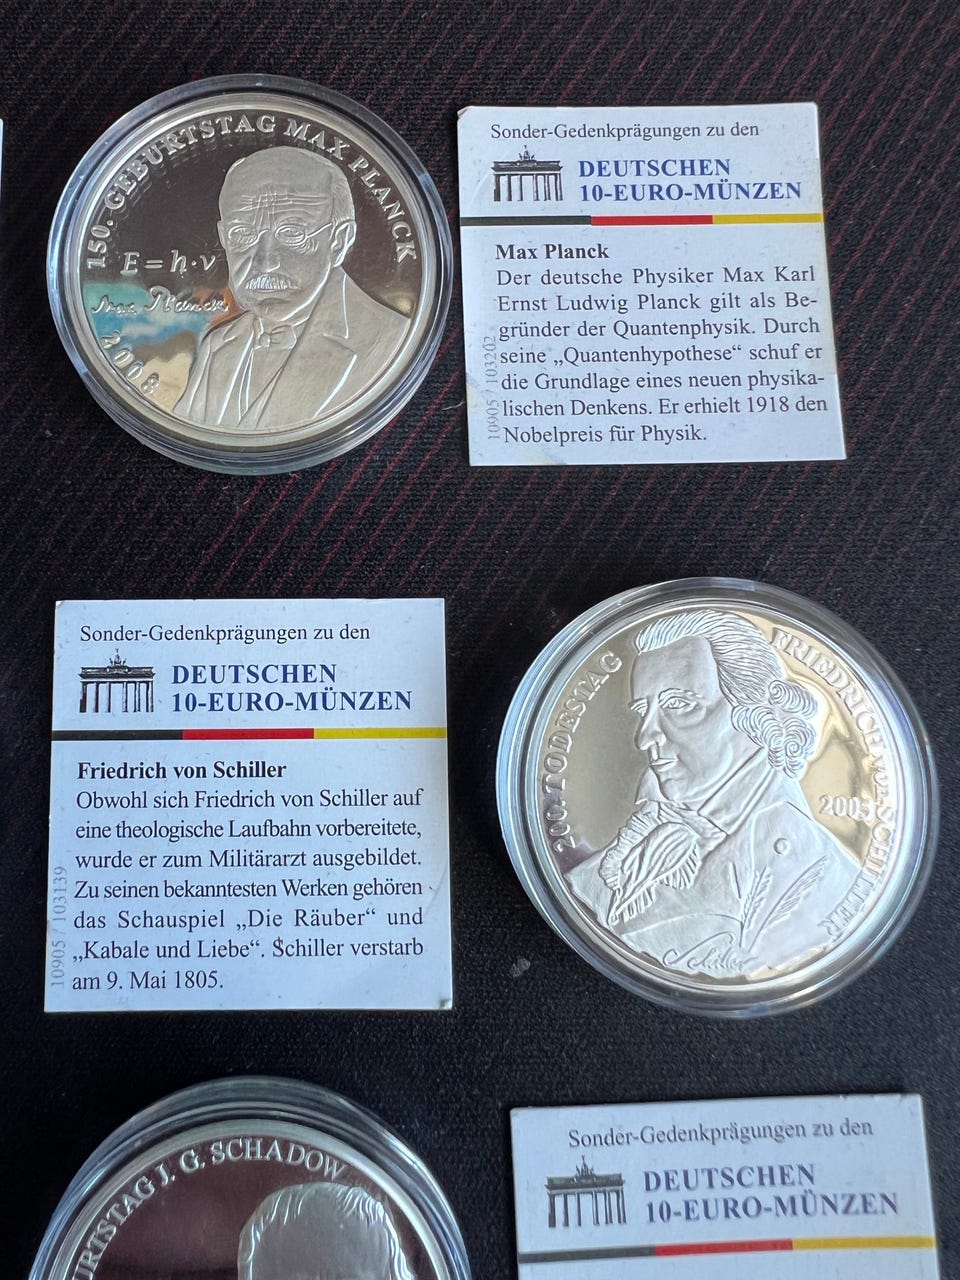 150. GEBURTSTAG MAX PLANCK
E = h · ν
Max Planck
2008
Sonder-Gedenkprägungen zu den
DEUTSCHEN
10-EURO-MÜNZEN
Max Planck
Der deutsche Physiker Max Karl
Ernst Ludwig Planck gilt als Be-
gründer der Quantenphysik. Durch
seine „Quantenhypothese“ schuf er
die Grundlage eines neuen physika-
lischen Denkens. Er erhielt 1918 den
Nobelpreis für Physik.
10905 / 103202
Sonder-Gedenkprägungen zu den
DEUTSCHEN
10-EURO-MÜNZEN
Friedrich von Schiller
Obwohl sich Friedrich von Schiller auf
eine theologische Laufbahn vorbereitete,
wurde er zum Militärarzt ausgebildet.
Zu seinen bekanntesten Werken gehören
das Schauspiel „Die Räuber“ und
„Kabale und Liebe“. Schiller verstarb
am 9. Mai 1805.
10905 / 103139
200. TODESTAG FRIEDRICH VON SCHILLER
2005
Schiller
URTSTAG J. G. SCHADOW
Sonder-Gedenkprägungen zu den
DEUTSCHEN
10-EURO-MÜNZEN